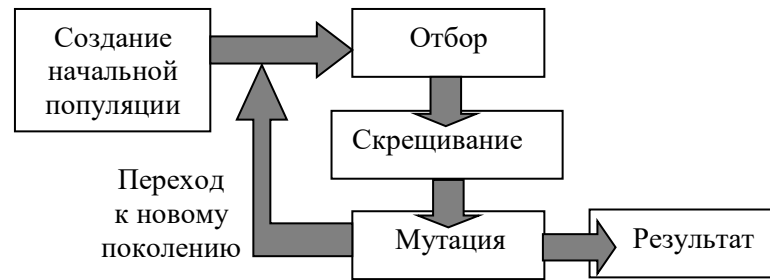 Создание
начальной
популяции
Отбор
Скрещивание
Переход
к новому
поколению
Мутация
Результат